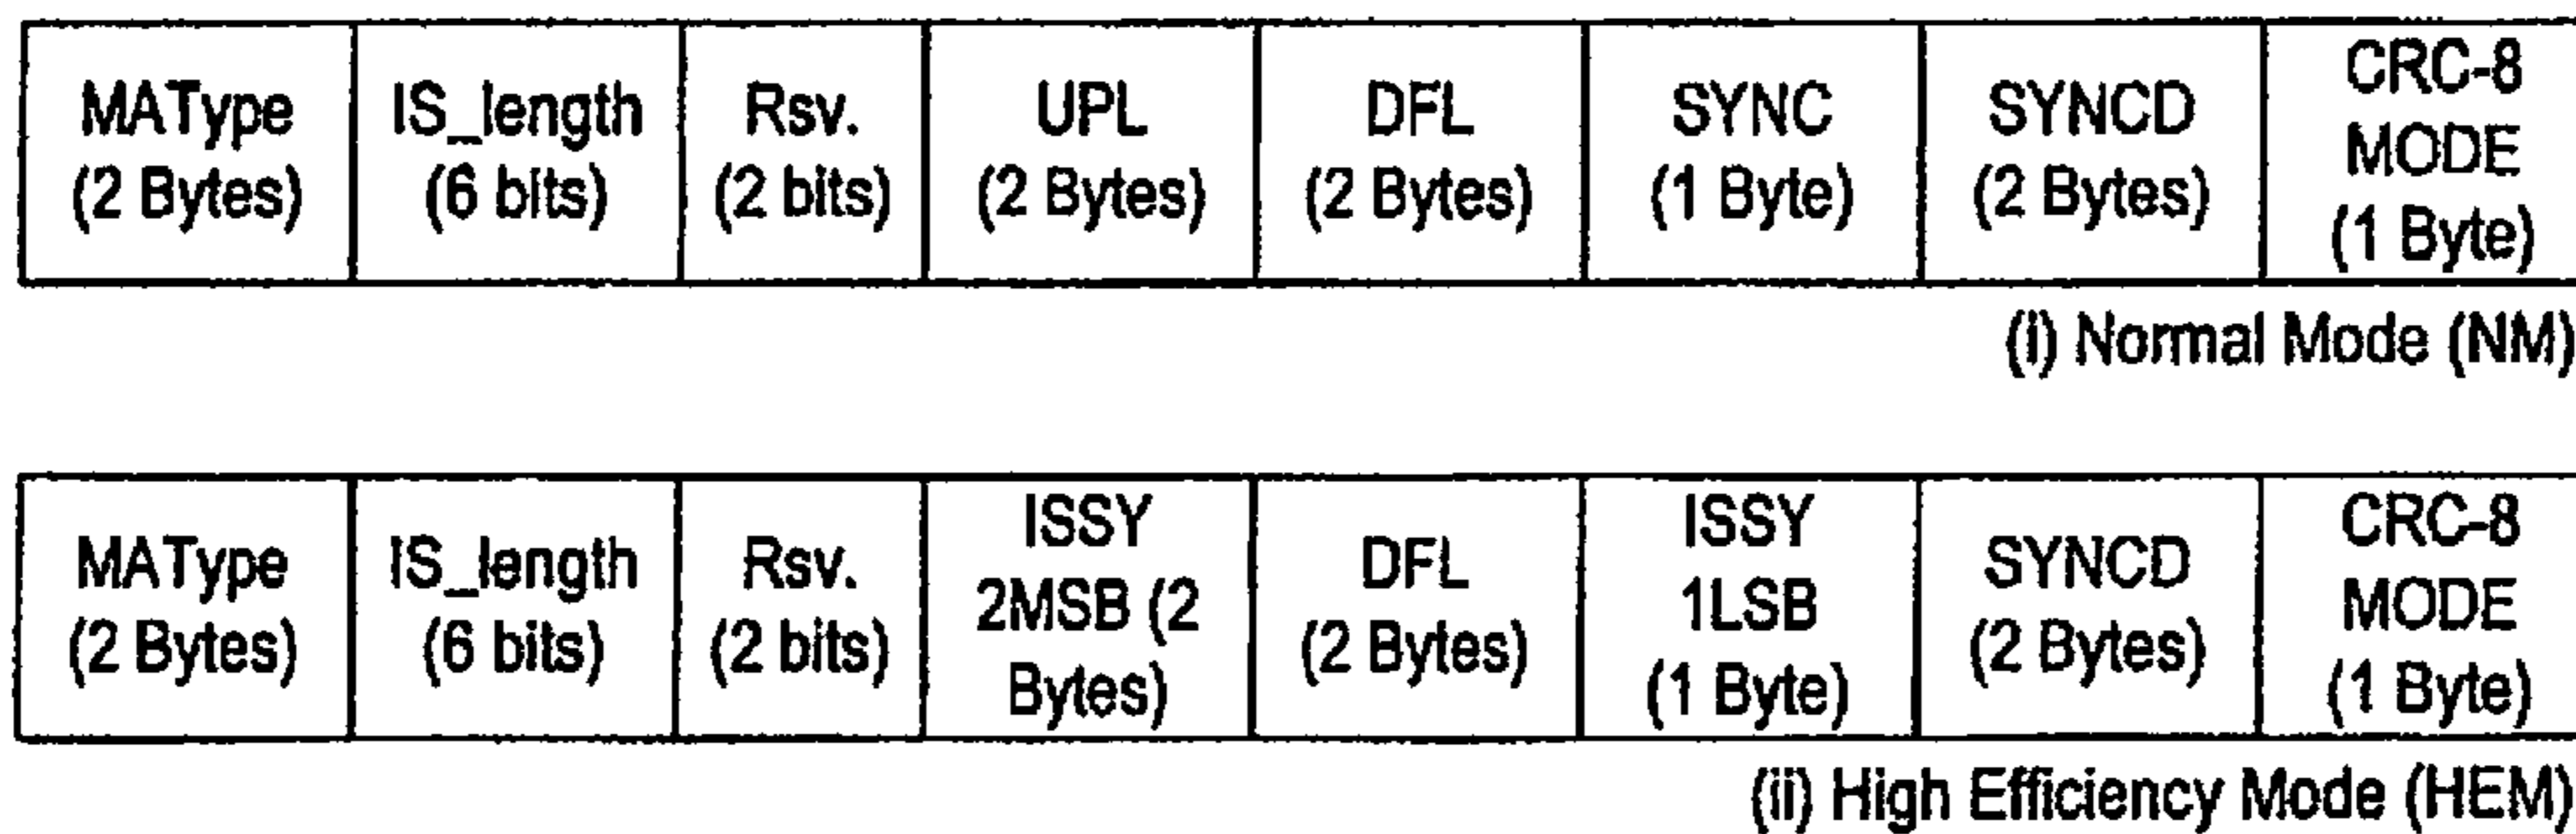 MAType
(2 Bytes)
IS_length
(6 bits)
Rsv.
(2 bits)
UPL
(2 Bytes)
DFL
(2 Bytes)
SYNC
(1 Byte)
SYNCD
(2 Bytes)
CRC-8
MODE
(1 Byte)
(i) Normal Mode (NM)
MAType
(2 Bytes)
IS_length
(6 bits)
Rsv.
(2 bits)
ISSY
2MSB (2
Bytes)
DFL
(2 Bytes)
ISSY
1LSB
(1 Byte)
SYNCD
(2 Bytes)
CRC-8
MODE
(1 Byte)
(ii) High Efficiency Mode (HEM)